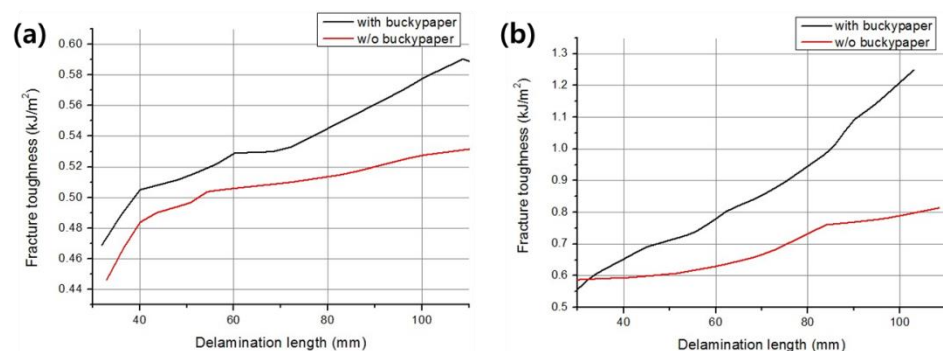 (a)
with buckypaper
w/o buckypaper
Fracture toughness (kJ/m²)
0.60
0.58
0.56
0.54
0.52
0.50
0.48
0.46
0.44
40 60 80 100
Delamination length (mm)
(b)
with buckypaper
w/o buckypaper
Fracture toughness (kJ/m²)
1.3
1.2
1.1
1.0
0.9
0.8
0.7
0.6
0.5
40 60 80 100
Delamination length (mm)